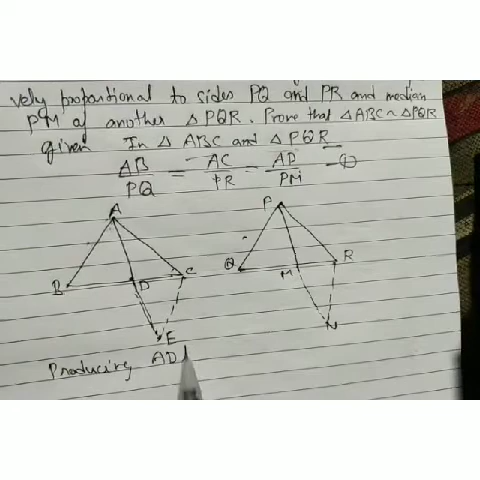 vely proportional to sides PQ and PR and median
PM of another △PQR. Prove that △ABC ~ △PQR
given In △ABC and △PQR
AB/PQ = AC/PR = AD/PM —①
A
P
B D C
Q M R
E
N
Producing AD